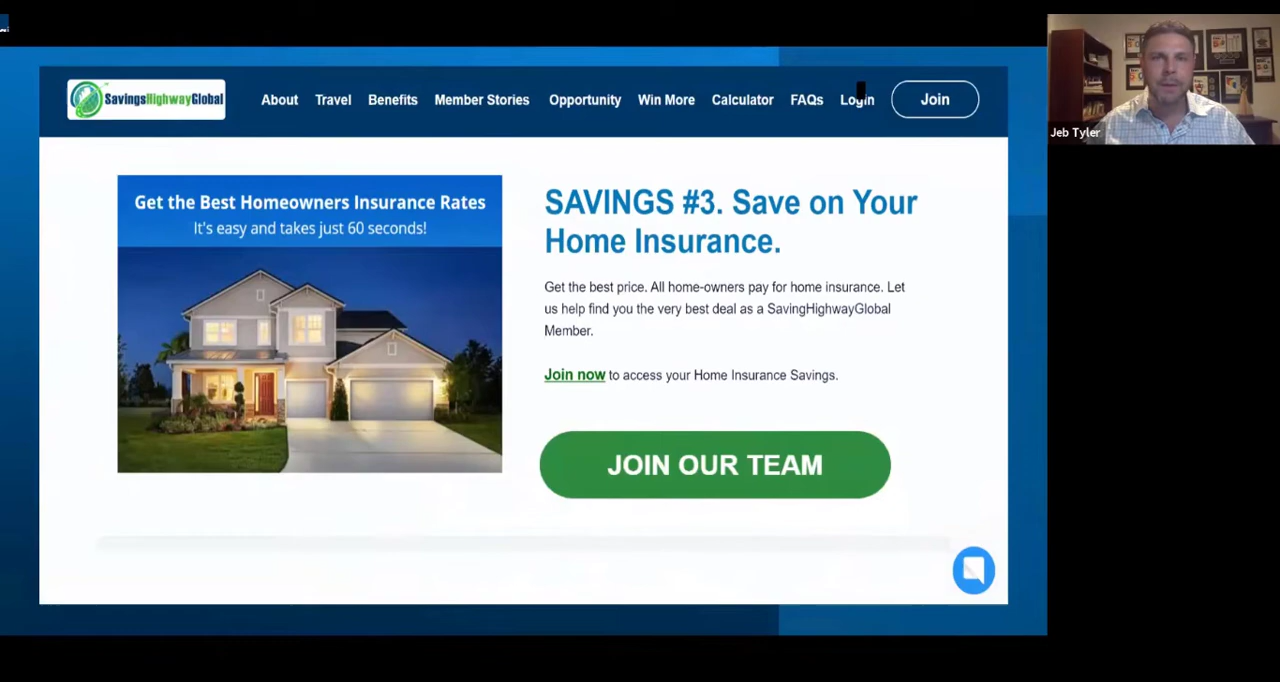 SavingsHighwayGlobal
About Travel Benefits Member Stories Opportunity Win More Calculator FAQs Login Join
Jeb Tyler
Get the Best Homeowners Insurance Rates
It's easy and takes just 60 seconds!
SAVINGS #3. Save on Your
Home Insurance.
Get the best price. All home-owners pay for home insurance. Let
us help find you the very best deal as a SavingHighwayGlobal
Member.
Join now to access your Home Insurance Savings.
JOIN OUR TEAM